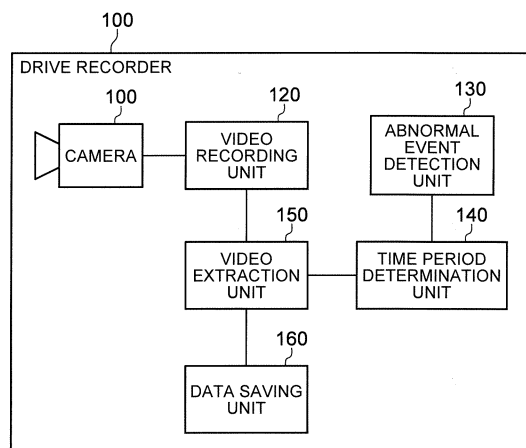 100
DRIVE RECORDER
100
CAMERA
120
VIDEO
RECORDING
UNIT
130
ABNORMAL
EVENT
DETECTION
UNIT
150
VIDEO
EXTRACTION
UNIT
140
TIME PERIOD
DETERMINATION
UNIT
160
DATA SAVING
UNIT